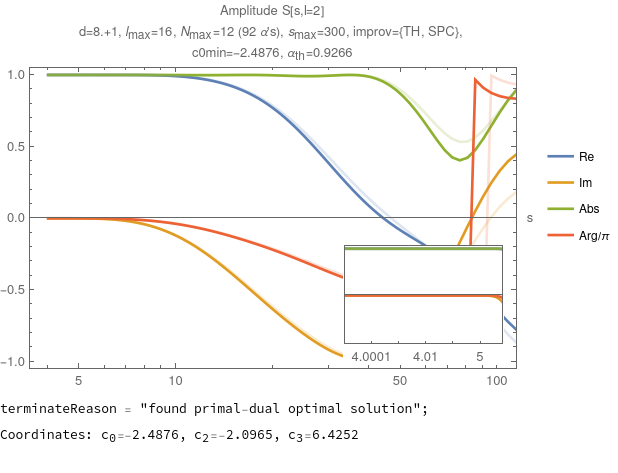 Amplitude S[s,l=2]
d=8.+1, lmax=16, Nmax=12 (92 α's), smax=300, improv={TH, SPC},
c0min=−2.4876, αth=0.9266
1.0
0.5
0.0
−0.5
−1.0
s
4.0001 4.01 5
5 10 50 100
Re
Im
Abs
Arg/π
terminateReason = "found primal-dual optimal solution";
Coordinates: c0=−2.4876, c2=−2.0965, c3=6.4252